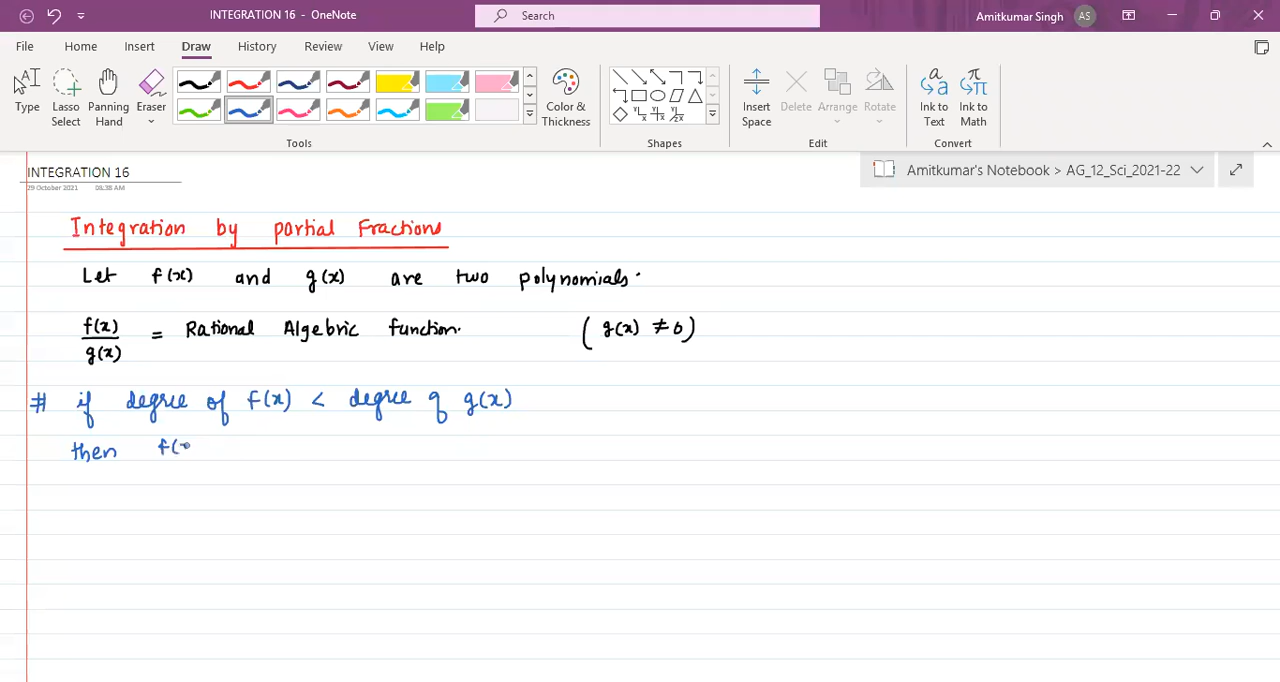 INTEGRATION 16 - OneNote
Search
Amitkumar Singh AS
File Home Insert Draw History Review View Help
Type
Lasso Select
Panning Hand
Eraser
Color & Thickness
Insert Space
Delete
Arrange
Rotate
Ink to Text
Ink to Math
Tools
Shapes
Edit
Convert
INTEGRATION 16
29 October 2021 08:38 AM
Amitkumar's Notebook > AG_12_Sci_2021-22
Integration by partial Fractions
Let f(x) and g(x) are two polynomials.
f(x)/g(x) = Rational Algebric function. (g(x) ≠ 0)
# if degree of f(x) < degree of g(x)
then f(x